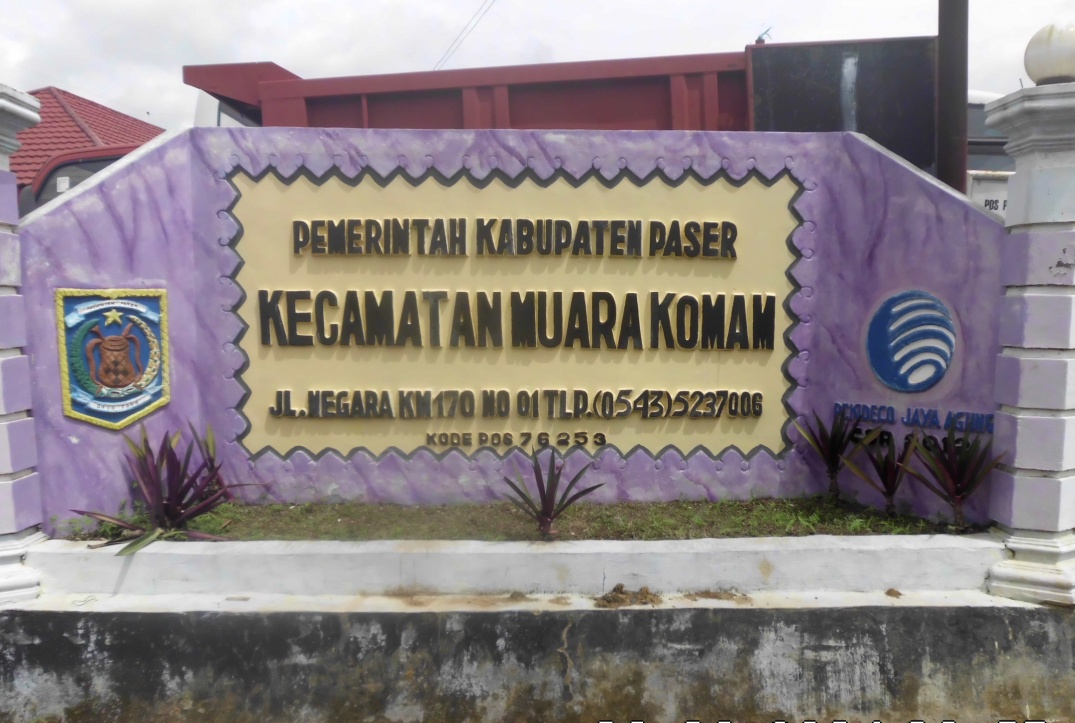 PEMERINTAH KABUPATEN PASER
KECAMATAN MUARA KOMAM
JL.NEGARA KM 170 NO 01 TLP.(0543)5237006
KODE POS 76253
JAYA AGUNG
POS